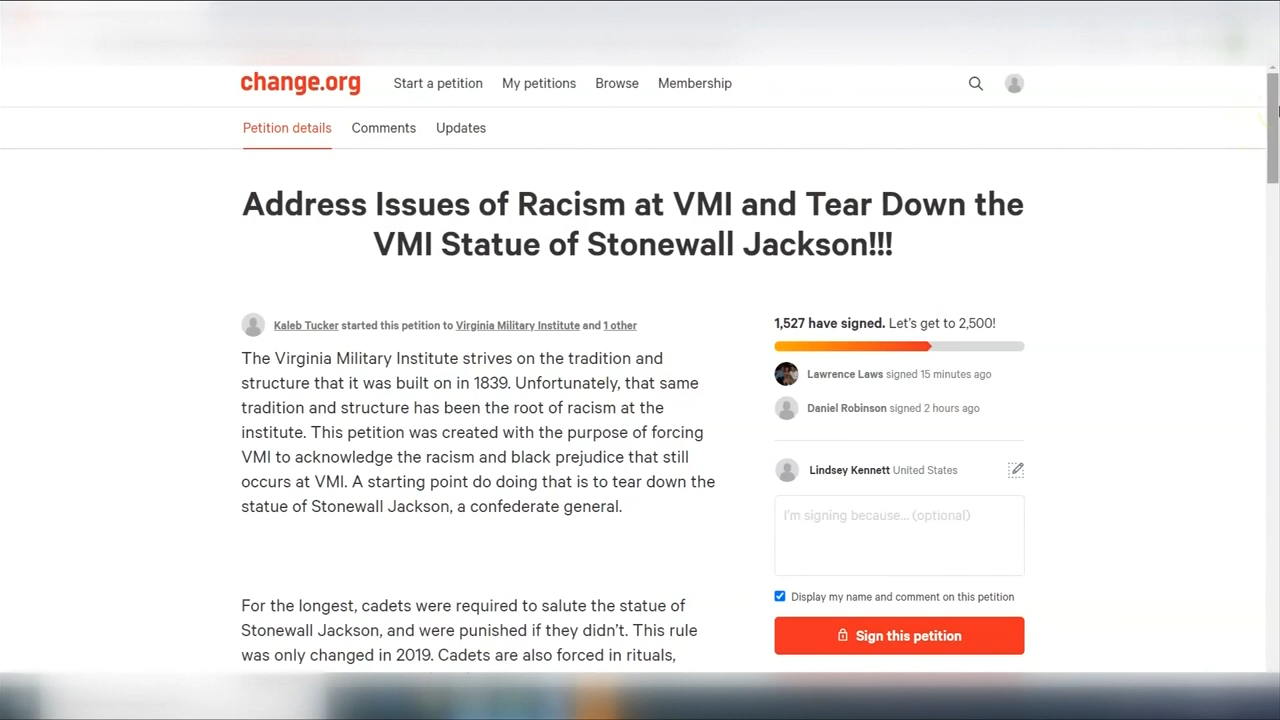 change.org
Start a petition
My petitions
Browse
Membership
Petition details
Comments
Updates
Address Issues of Racism at VMI and Tear Down the
VMI Statue of Stonewall Jackson!!!
Kaleb Tucker started this petition to Virginia Military Institute and 1 other
The Virginia Military Institute strives on the tradition and
structure that it was built on in 1839. Unfortunately, that same
tradition and structure has been the root of racism at the
institute. This petition was created with the purpose of forcing
VMI to acknowledge the racism and black prejudice that still
occurs at VMI. A starting point do doing that is to tear down the
statue of Stonewall Jackson, a confederate general.
For the longest, cadets were required to salute the statue of
Stonewall Jackson, and were punished if they didn't. This rule
was only changed in 2019. Cadets are also forced in rituals,
1,527 have signed. Let's get to 2,500!
Lawrence Laws signed 15 minutes ago
Daniel Robinson signed 2 hours ago
Lindsey Kennett United States
I'm signing because... (optional)
Display my name and comment on this petition
Sign this petition